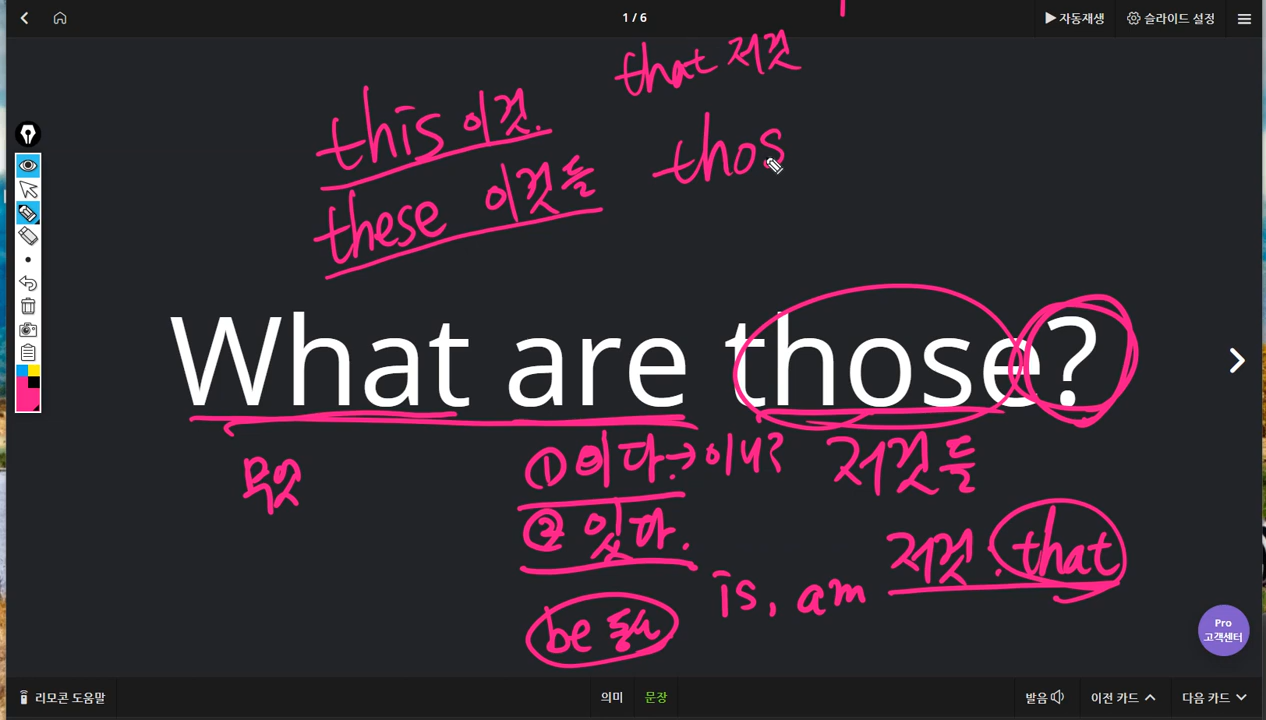 1 / 6
▶ 자동재생
슬라이드 설정
that 저것
this 이것.
thos
these 이것들
What are those?
무엇
① 이다. → 이니?
저것들
② 있다.
저것. that
is, am
be 동사
Pro
고객센터
리모콘 도움말
의미
문장
발음
이전 카드
다음 카드